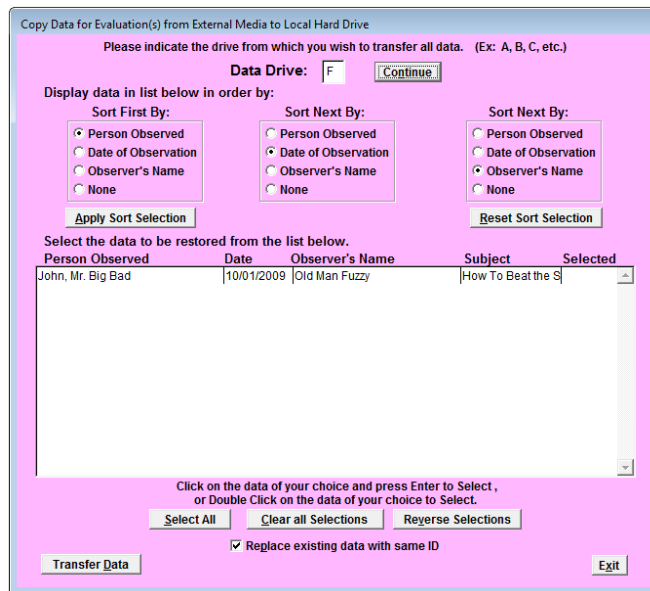 Copy Data for Evaluation(s) from External Media to Local Hard Drive
Please indicate the drive from which you wish to transfer all data. (Ex: A, B, C, etc.)
Data Drive: F Continue
Display data in list below in order by:
Sort First By: Sort Next By: Sort Next By:
Person Observed Person Observed Person Observed
Date of Observation Date of Observation Date of Observation
Observer's Name Observer's Name Observer's Name
None None None
Apply Sort Selection Reset Sort Selection
Select the data to be restored from the list below.
Person Observed Date Observer's Name Subject Selected
John, Mr. Big Bad 10/01/2009 Old Man Fuzzy How To Beat the S
Click on the data of your choice and press Enter to Select ,
or Double Click on the data of your choice to Select.
Select All Clear all Selections Reverse Selections
Replace existing data with same ID
Transfer Data Exit